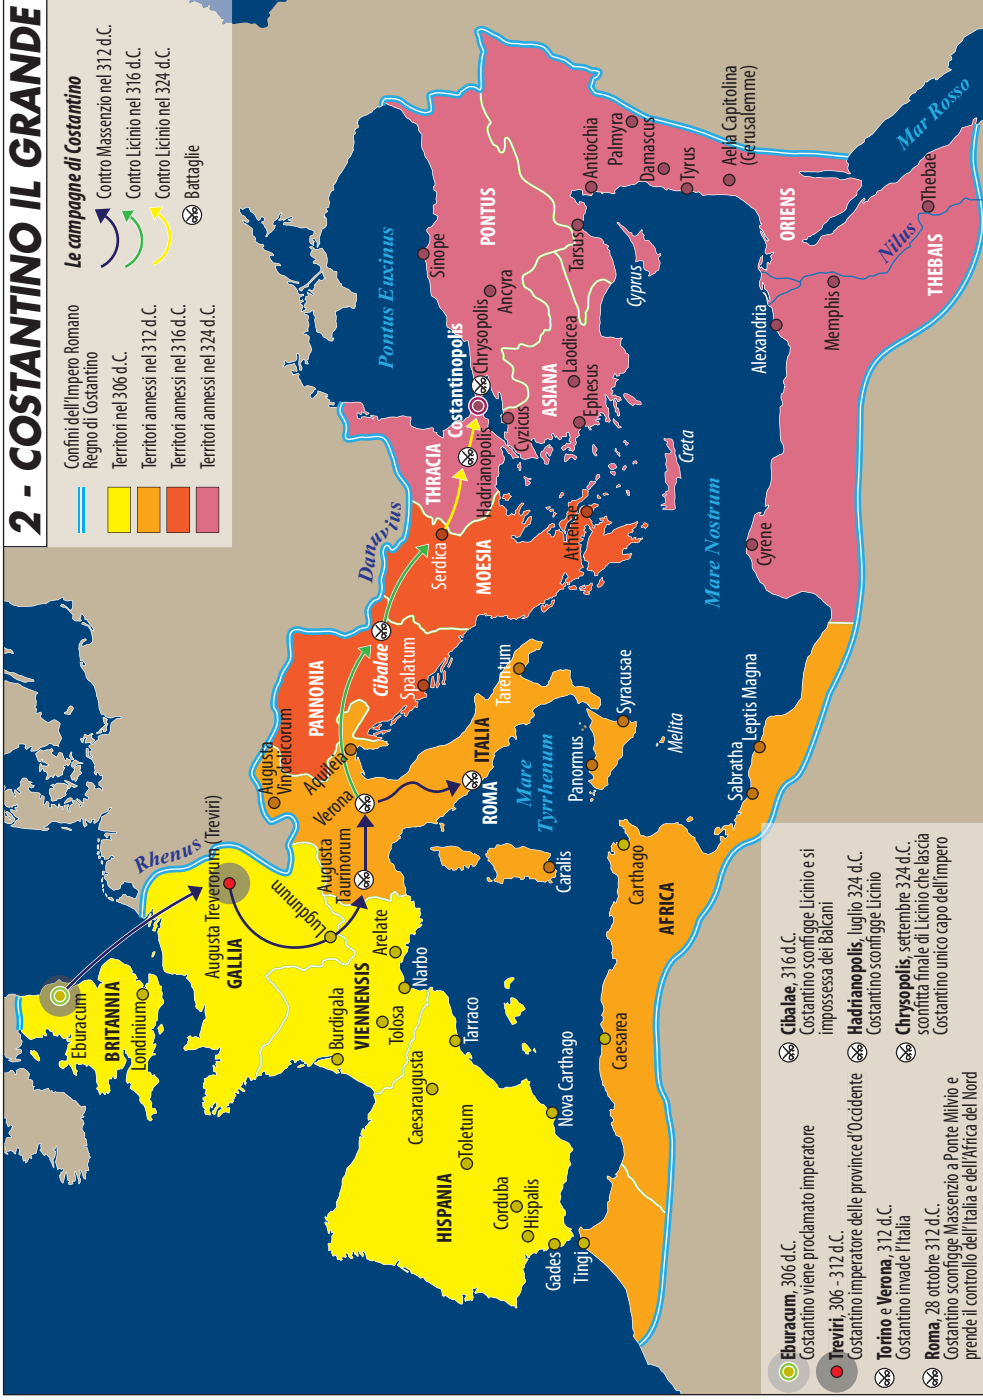 2 - COSTANTINO IL GRANDE
Confini dell'Impero Romano
Regno di Costantino
Territori nel 306 d.C.
Territori annessi nel 312 d.C.
Territori annessi nel 316 d.C.
Territori annessi nel 324 d.C.
Le campagne di Costantino
Contro Massenzio nel 312 d.C.
Contro Licinio nel 316 d.C.
Contro Licinio nel 324 d.C.
Battaglie
Eburacum
BRITANNIA
Londinium
Rhenus
Augusta Treverorum (Treviri)
GALLIA
Lugdunum
Burdigala
VIENNENSIS
Tolosa
Arelate
Narbo
Caesaraugusta
Tarraco
Toletum
HISPANIA
Corduba
Hispalis
Gades
Tingi
Nova Carthago
Caesarea
AFRICA
Carthago
Caralis
Augusta
Vindelicorum
Augusta
Taurinorum
Verona
Aquileia
ROMA
ITALIA
Mare
Tyrrhenum
Tarentum
Panormus
Syracusae
Melita
Sabratha
Leptis Magna
PANNONIA
Cibalae
Spalatum
Danuvius
Serdica
MOESIA
Athenae
THRACIA
Hadrianopolis
Costantinopolis
Chrysopolis
Pontus Euxinus
Sinope
PONTUS
Ancyra
Cyzicus
ASIANA
Laodicea
Ephesus
Creta
Mare Nostrum
Cyrene
Tarsus
Cyprus
Antiochia
Palmyra
Damascus
Tyrus
Aelia Capitolina
(Gerusalemme)
ORIENS
Alexandria
Memphis
Nilus
Thebae
THEBAIS
Mar Rosso
Eburacum, 306 d.C.
Costantino viene proclamato imperatore
Treviri, 306 - 312 d.C.
Costantino imperatore delle province d'Occidente
Torino e Verona, 312 d.C.
Costantino invade l'Italia
Roma, 28 ottobre 312 d.C.
Costantino sconfigge Massenzio a Ponte Milvio e
prende il controllo dell'Italia e dell'Africa del Nord
Cibalae, 316 d.C.
Costantino sconfigge Licinio e si
impossessa dei Balcani
Hadrianopolis, luglio 324 d.C.
Costantino sconfigge Licinio
Chrysopolis, settembre 324 d.C.
sconfitta finale di Licinio che lascia
Costantino unico capo dell'impero